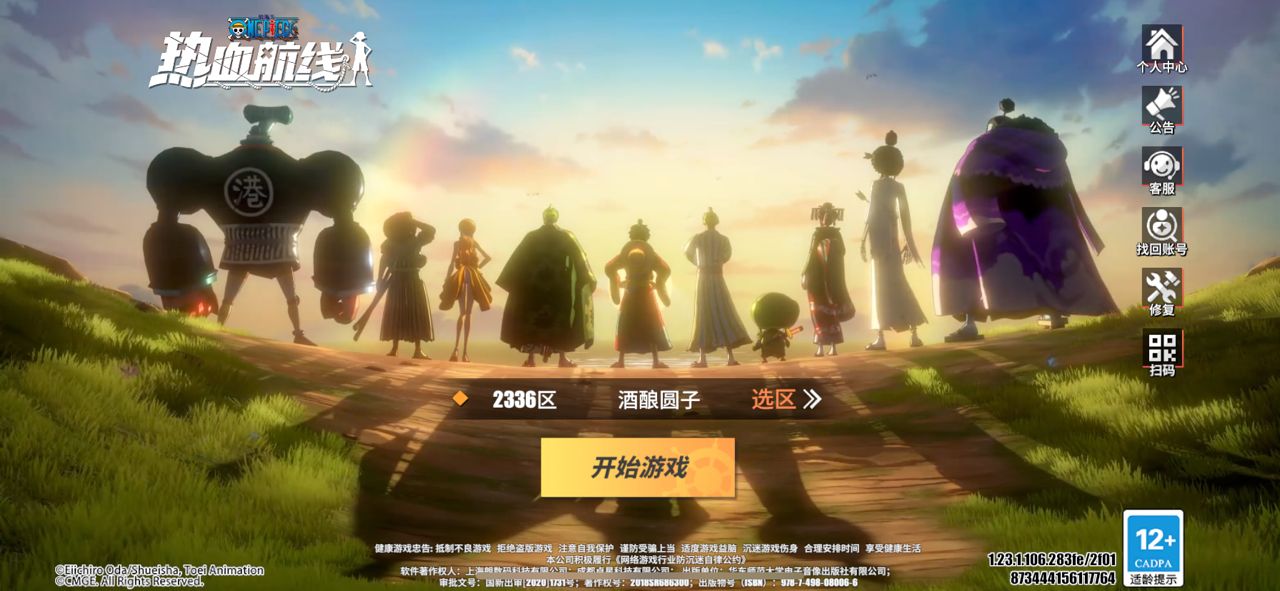 ONE PIECE
热血航线
个人中心
公告
客服
找回账号
修复
扫码
港
2336区 酒酿圆子 选区
开始游戏
健康游戏忠告: 抵制不良游戏 拒绝盗版游戏 注意自我保护 谨防受骗上当 适度游戏益脑 沉迷游戏伤身 合理安排时间 享受健康生活
本公司积极履行《网络游戏行业防沉迷自律公约》
软件著作权人: 上海朗数码科技有限公司; 成都卓星科技有限公司; 出版单位: 华东师范大学电子音像出版社有限公司;
审批文号: 国新出审[2020]1731号; 著作权号: 2018SR686300; 出版物号 (ISBN): 978-7-498-08006-6
©Eiichiro Oda/Shueisha, Toei Animation
©CMGE. All Rights Reserved.
1.23.1.106.283fc/2f01
873444156117764
12+
CADPA
适龄提示